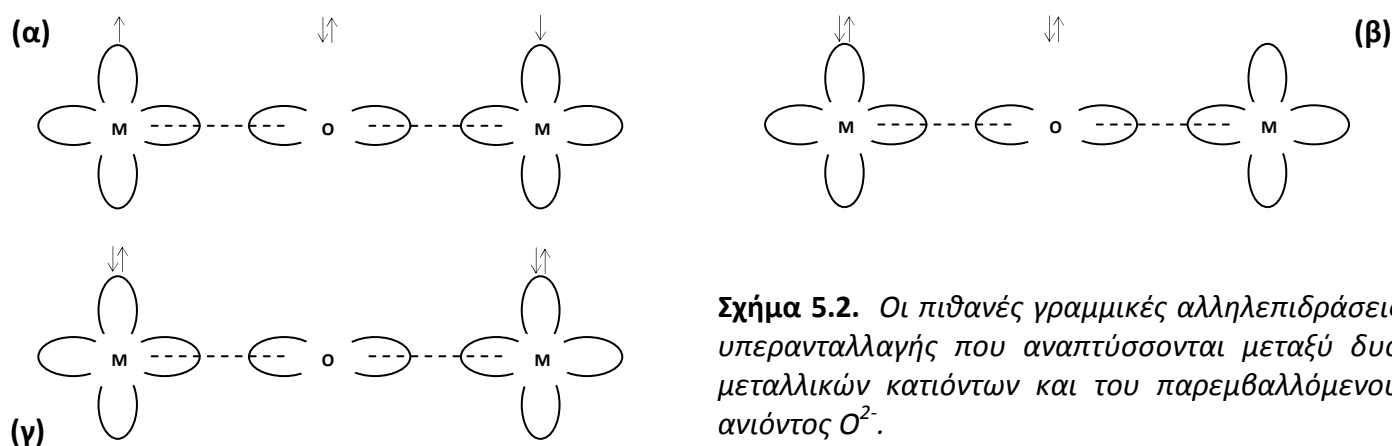 (α)
(β)
M O M
M O M
M O M
(γ)
Σχήμα 5.2. Οι πιθανές γραμμικές αλληλεπιδράσεις
υπερανταλλαγής που αναπτύσσονται μεταξύ δυο
μεταλλικών κατιόντων και του παρεμβαλλόμενου
ανιόντος O²⁻.